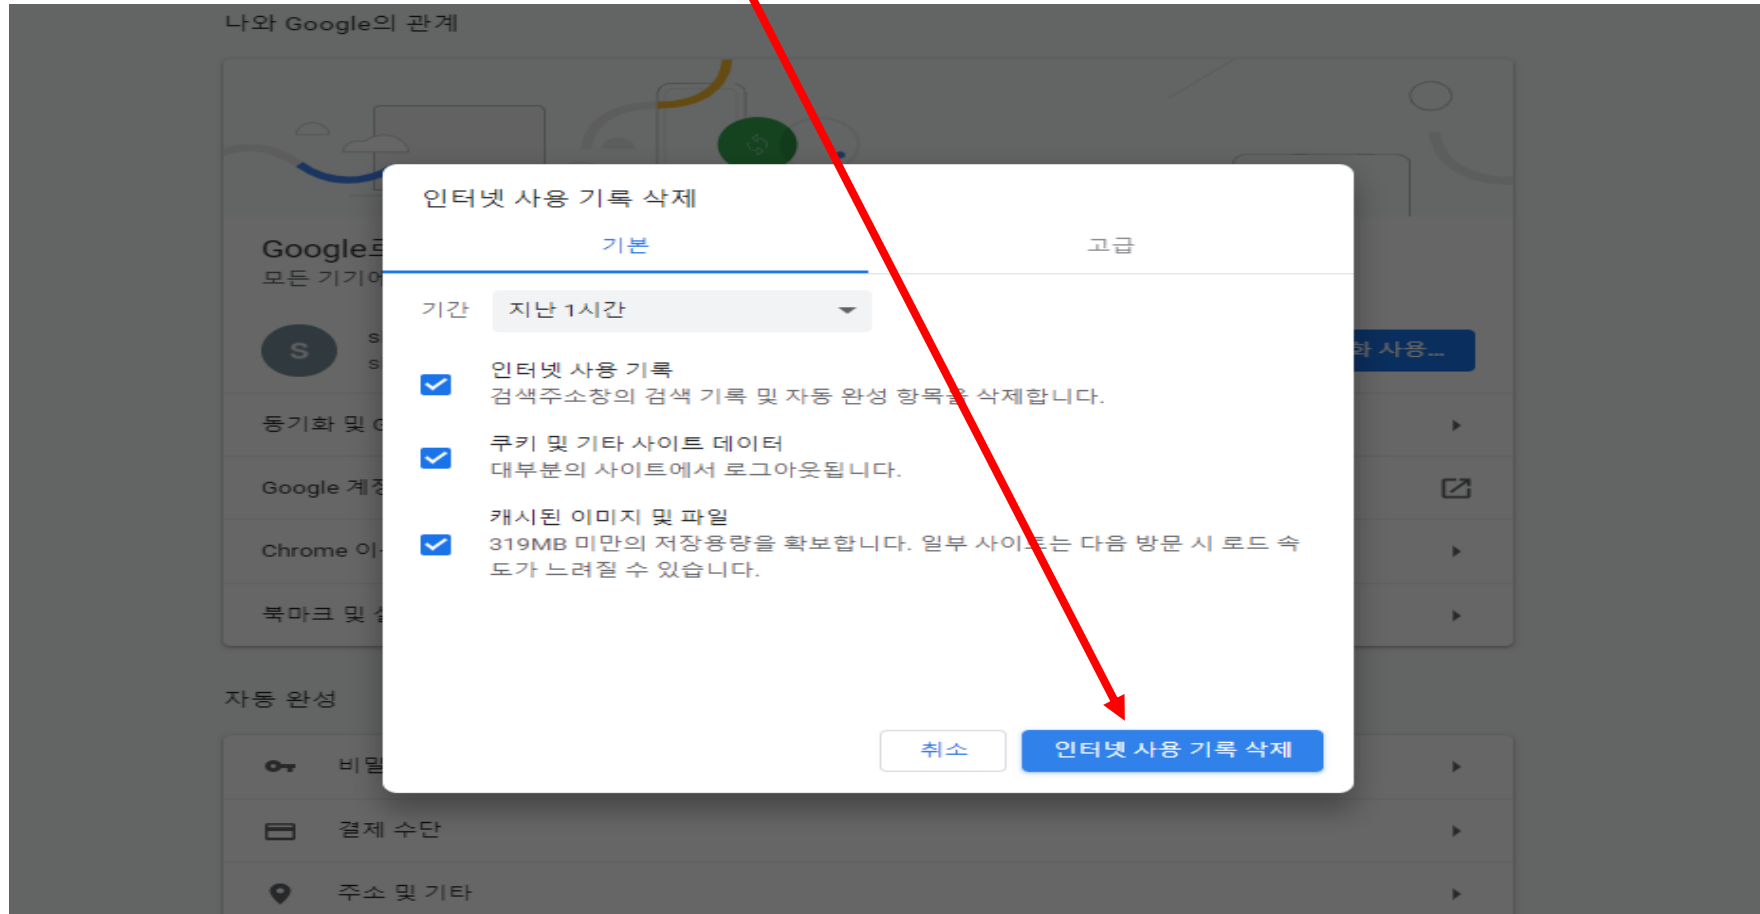 나와 Google의 관계
인터넷 사용 기록 삭제
기본
고급
Google
모든 기기에
기간
지난 1시간
S
s
s
화 사용...
인터넷 사용 기록
검색주소창의 검색 기록 및 자동 완성 항목을 삭제합니다.
동기화 및 G
쿠키 및 기타 사이트 데이터
대부분의 사이트에서 로그아웃됩니다.
Google 계정
캐시된 이미지 및 파일
319MB 미만의 저장용량을 확보합니다. 일부 사이트는 다음 방문 시 로드 속
도가 느려질 수 있습니다.
Chrome 이
북마크 및
자동 완성
취소
인터넷 사용 기록 삭제
비밀
결제 수단
주소 및 기타